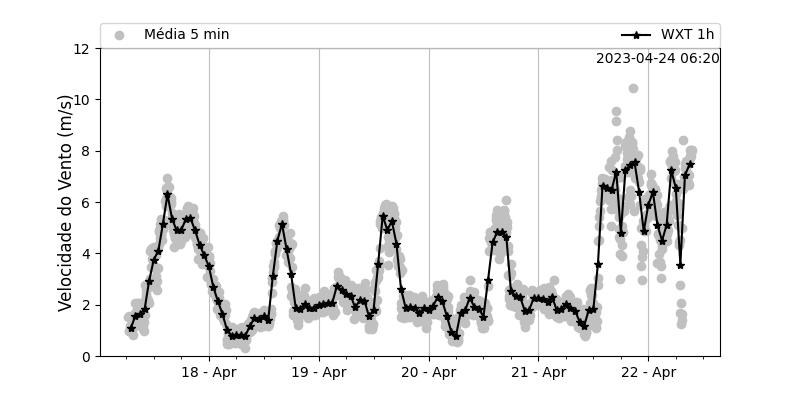 Média 5 min
WXT 1h
2023-04-24 06:20
Velocidade do Vento (m/s)
12
10
8
6
4
2
0
18 - Apr
19 - Apr
20 - Apr
21 - Apr
22 - Apr